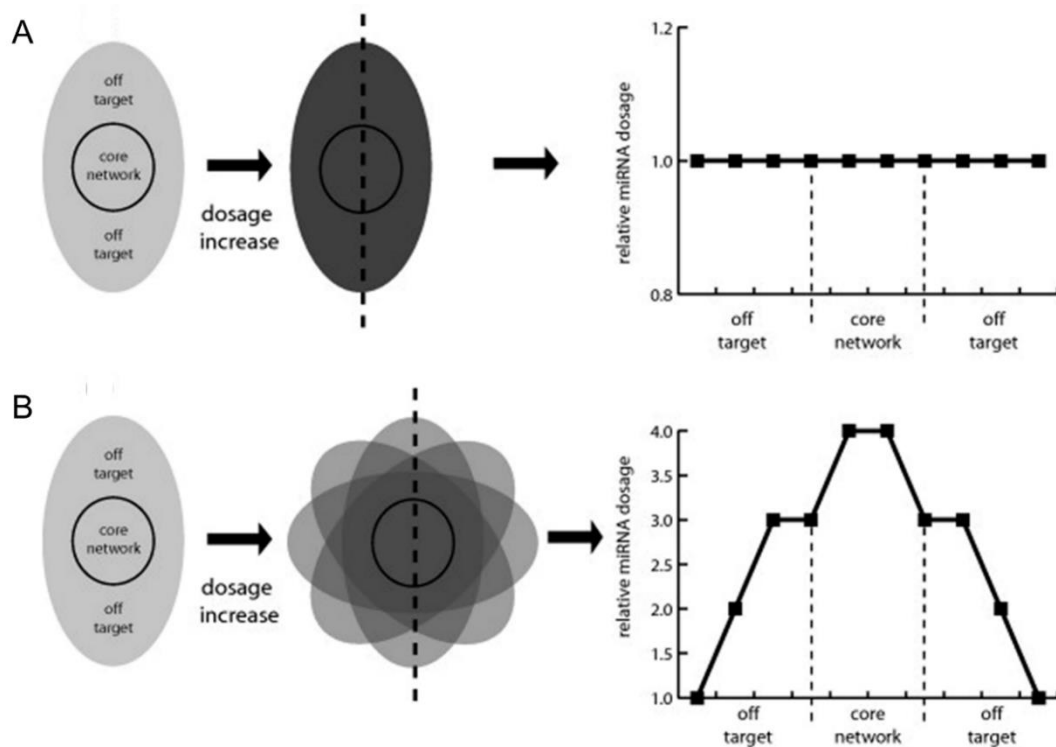 A
off
target
core
network
off
target
dosage
increase
relative miRNA dosage
1.2
1.0
0.8
off
target
core
network
off
target
B
off
target
core
network
off
target
dosage
increase
relative miRNA dosage
4.0
3.5
3.0
2.5
2.0
1.5
1.0
off
target
core
network
off
target